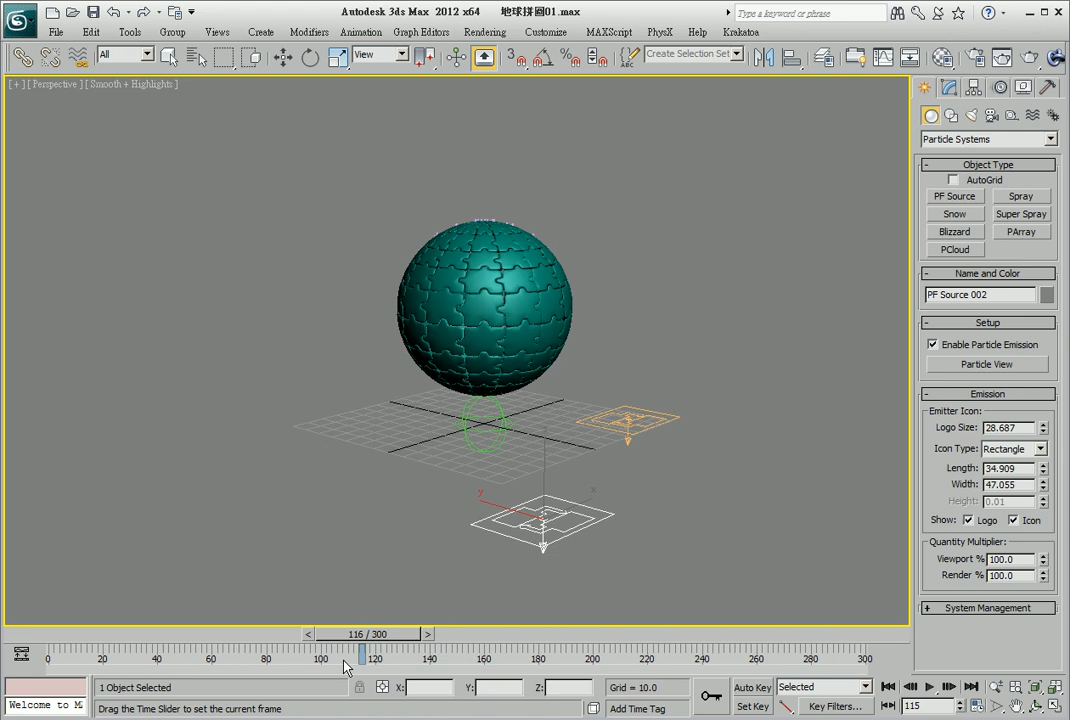 Autodesk 3ds Max 2012 x64 地球拼圖01.max
Type a keyword or phrase
File Edit Tools Group Views Create Modifiers Animation Graph Editors Rendering Customize MAXScript PhysX Help Krakatoa
All View 3 Create Selection Set
[ + ] [ Perspective ] [ Smooth + Highlights ]
Particle Systems
- Object Type
AutoGrid
PF Source Spray
Snow Super Spray
Blizzard PArray
PCloud
- Name and Color
PF Source 002
- Setup
Enable Particle Emission
Particle View
- Emission
Emitter Icon:
Logo Size: 28.687
Icon Type: Rectangle
Length: 34.909
Width: 47.055
Height: 0.01
Show: Logo Icon
Quantity Multiplier:
Viewport % 100.0
Render % 100.0
+ System Management
y x
< 116 / 300 >
0 20 40 60 80 100 120 140 160 180 200 220 240 260 280 300
1 Object Selected X: Y: Z: Grid = 10.0 Auto Key Selected
Welcome to M Drag the Time Slider to set the current frame Add Time Tag Set Key Key Filters... 115